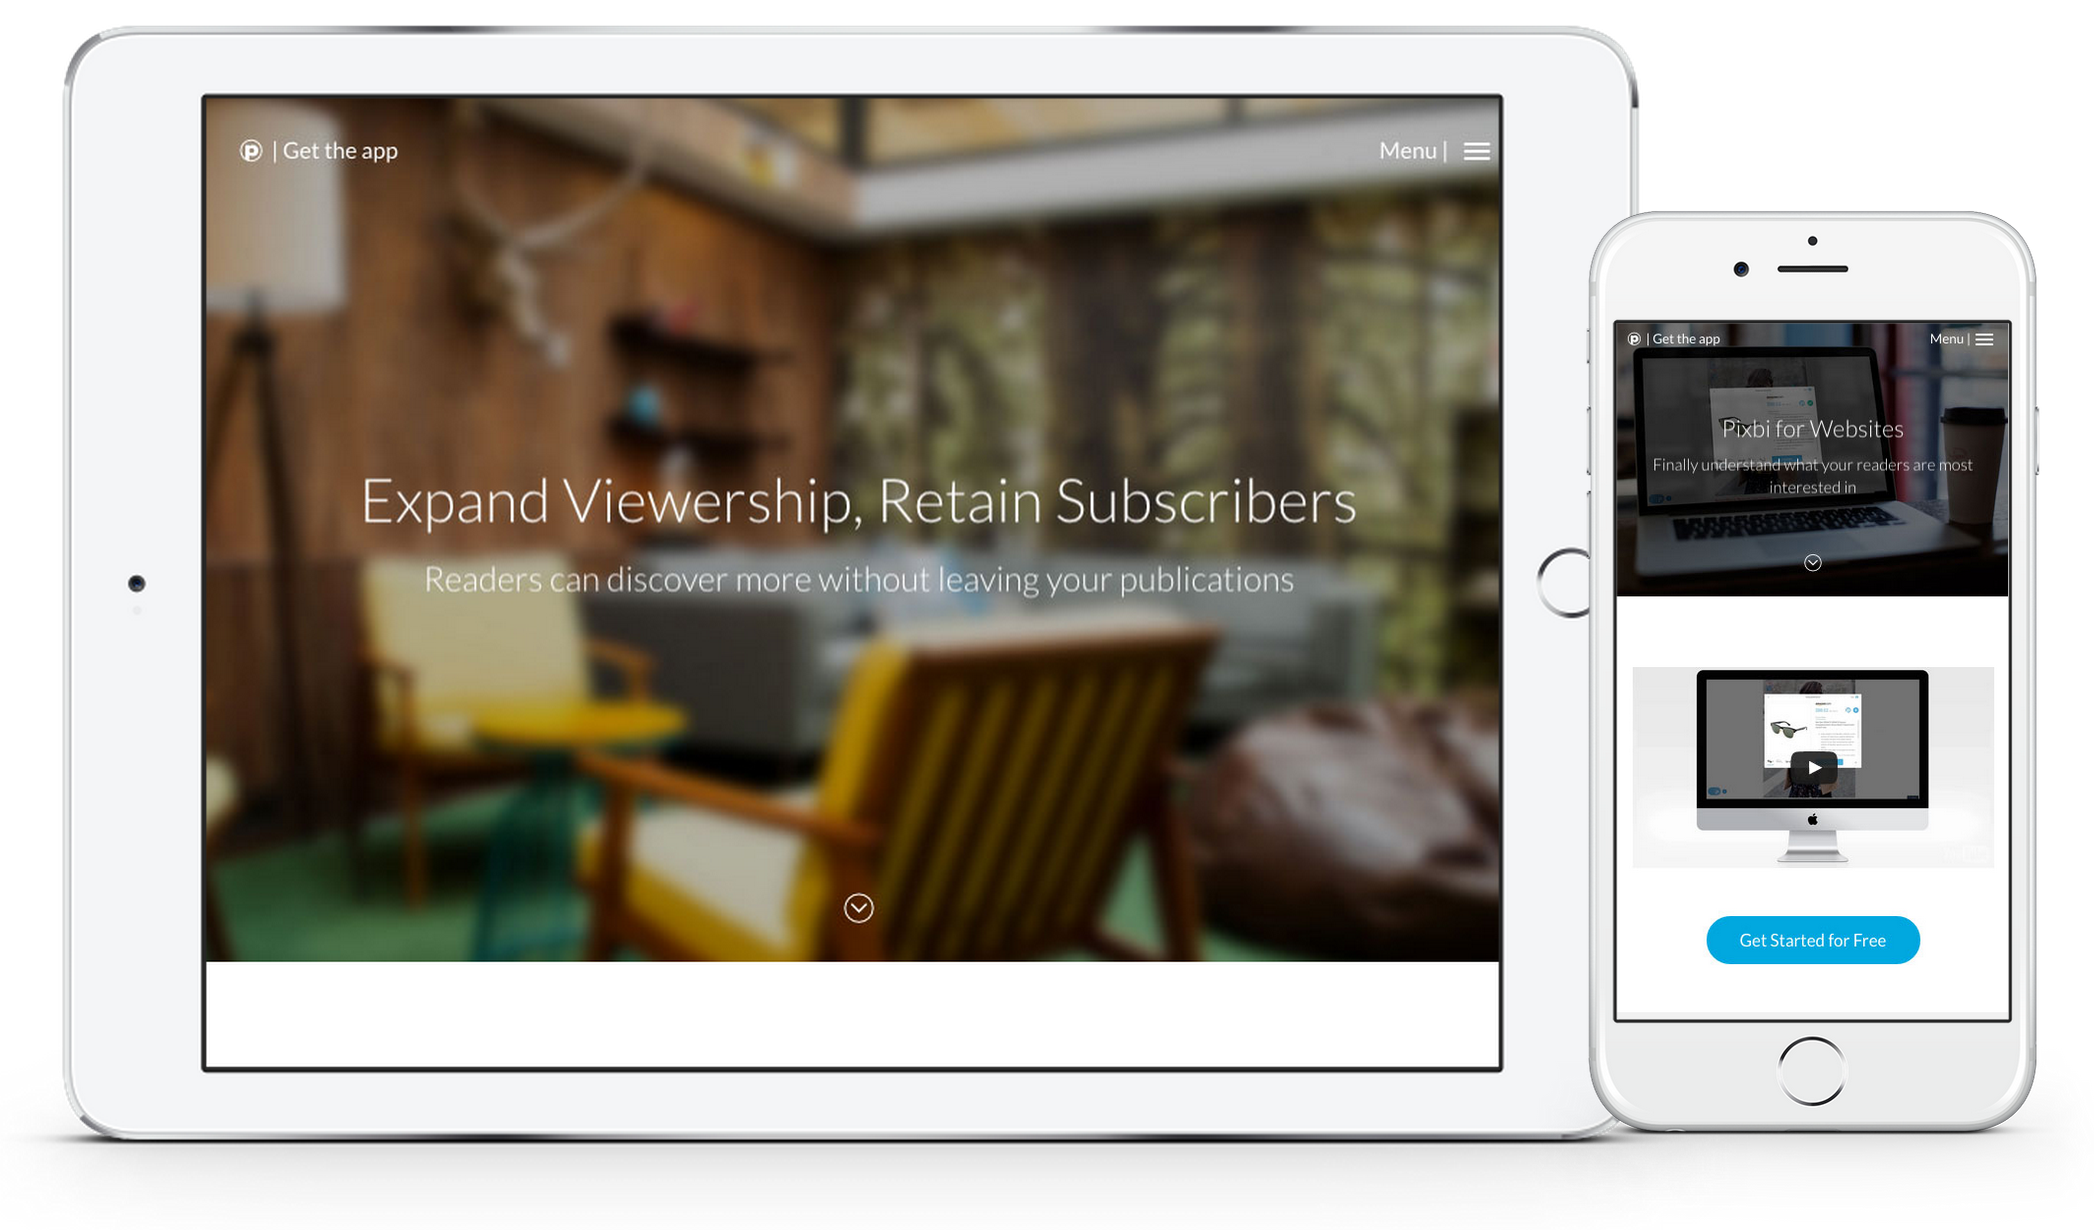 | Get the app
Menu |
Expand Viewership, Retain Subscribers
Readers can discover more without leaving your publications
| Get the app
Menu |
Pixbi for Websites
Finally understand what your readers are most
interested in
Get Started for Free